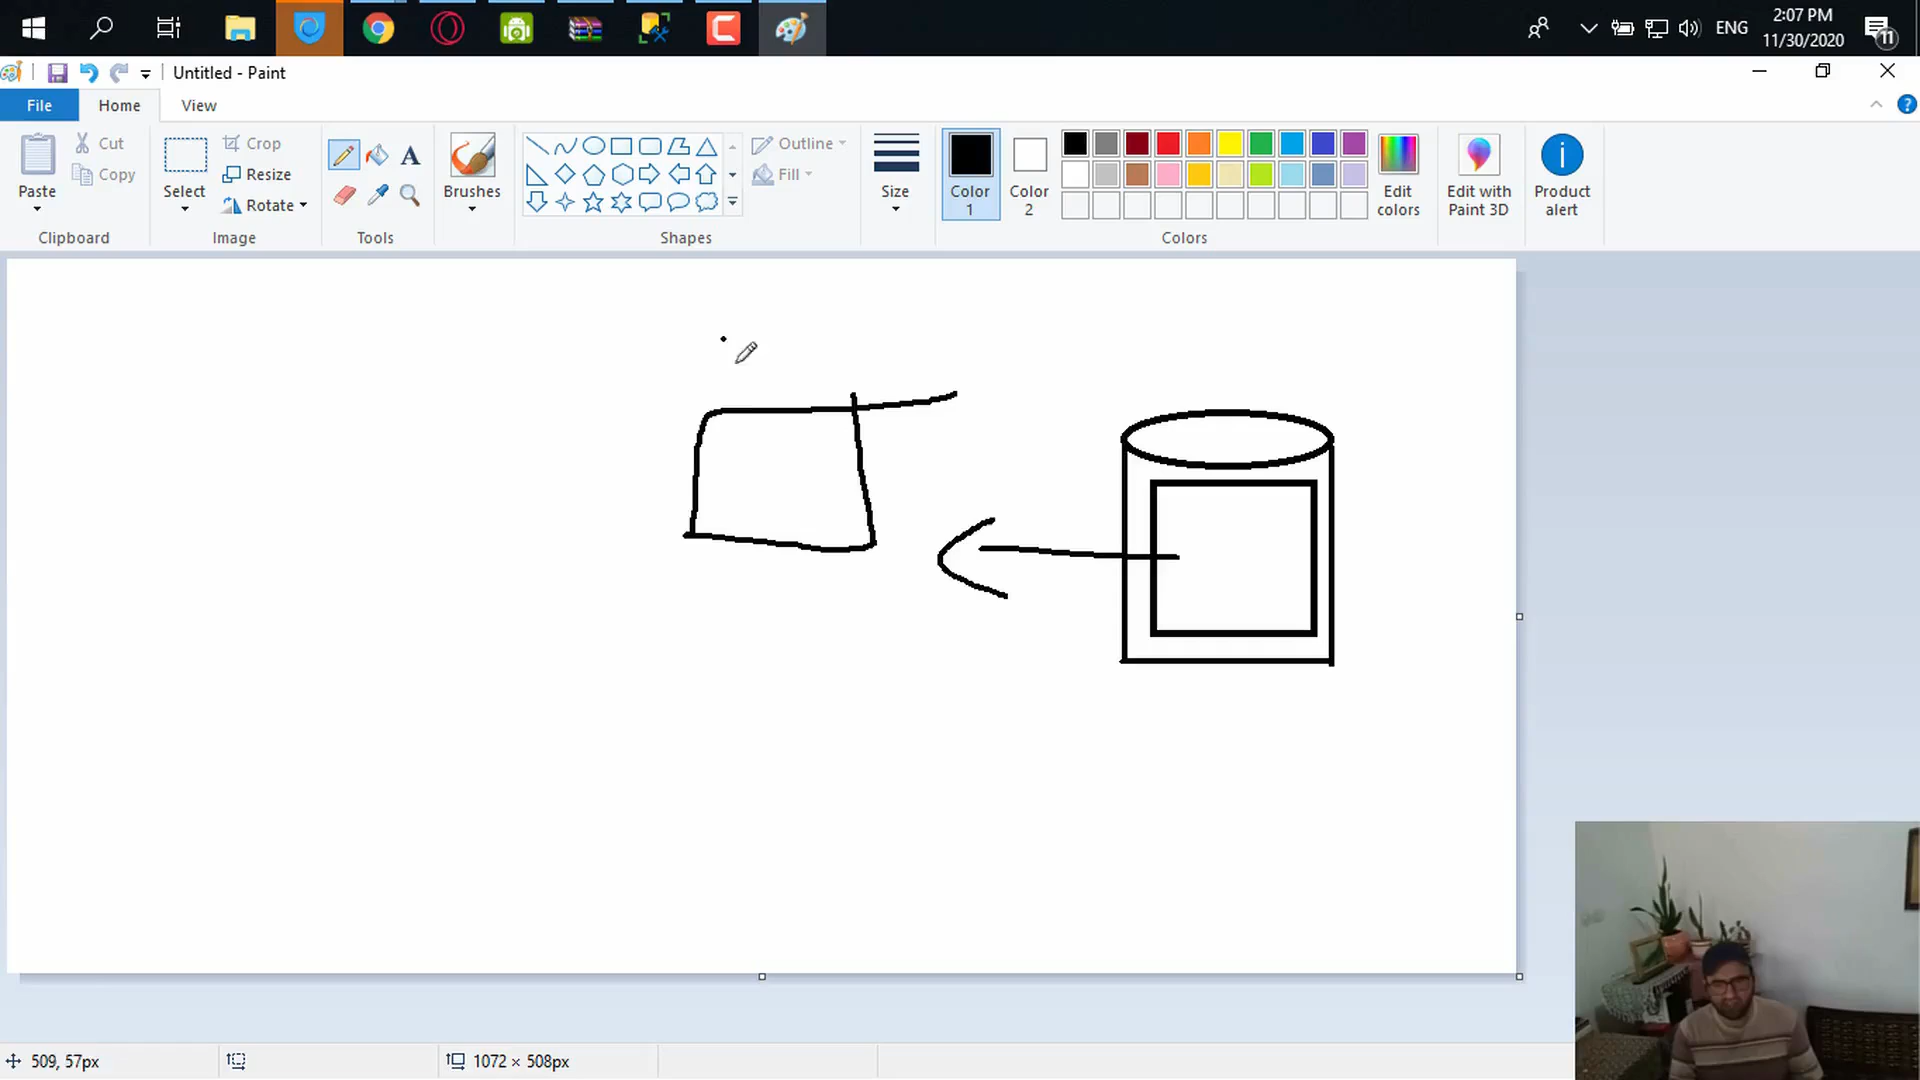 ENG
2:07 PM
11/30/2020
11
Untitled - Paint
File
Home
View
Paste
Cut
Copy
Clipboard
Select
Crop
Resize
Rotate
Image
A
Tools
Brushes
Outline
Fill
Shapes
Size
Color 1
Color 2
Edit colors
Colors
Edit with Paint 3D
Product alert
509, 57px
1072 × 508px